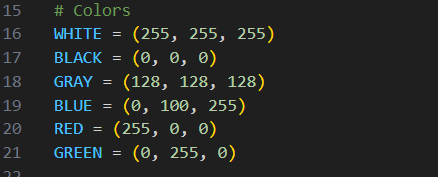 15 # Colors
16 WHITE = (255, 255, 255)
17 BLACK = (0, 0, 0)
18 GRAY = (128, 128, 128)
19 BLUE = (0, 100, 255)
20 RED = (255, 0, 0)
21 GREEN = (0, 255, 0)
22